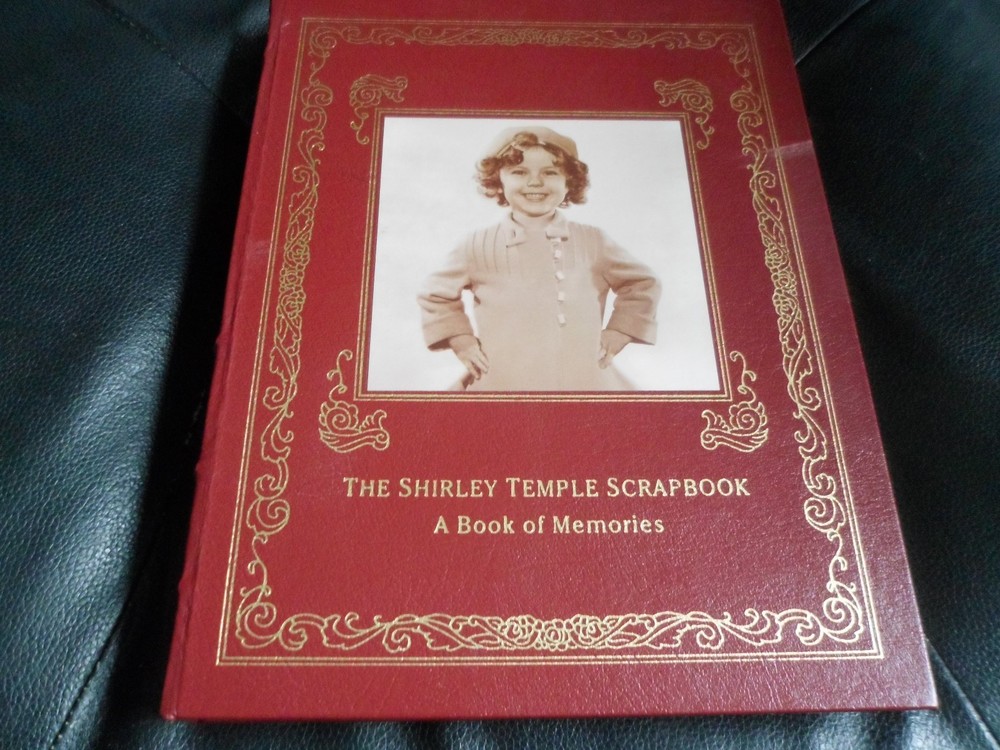 THE SHIRLEY TEMPLE SCRAPBOOK
A Book of Memories